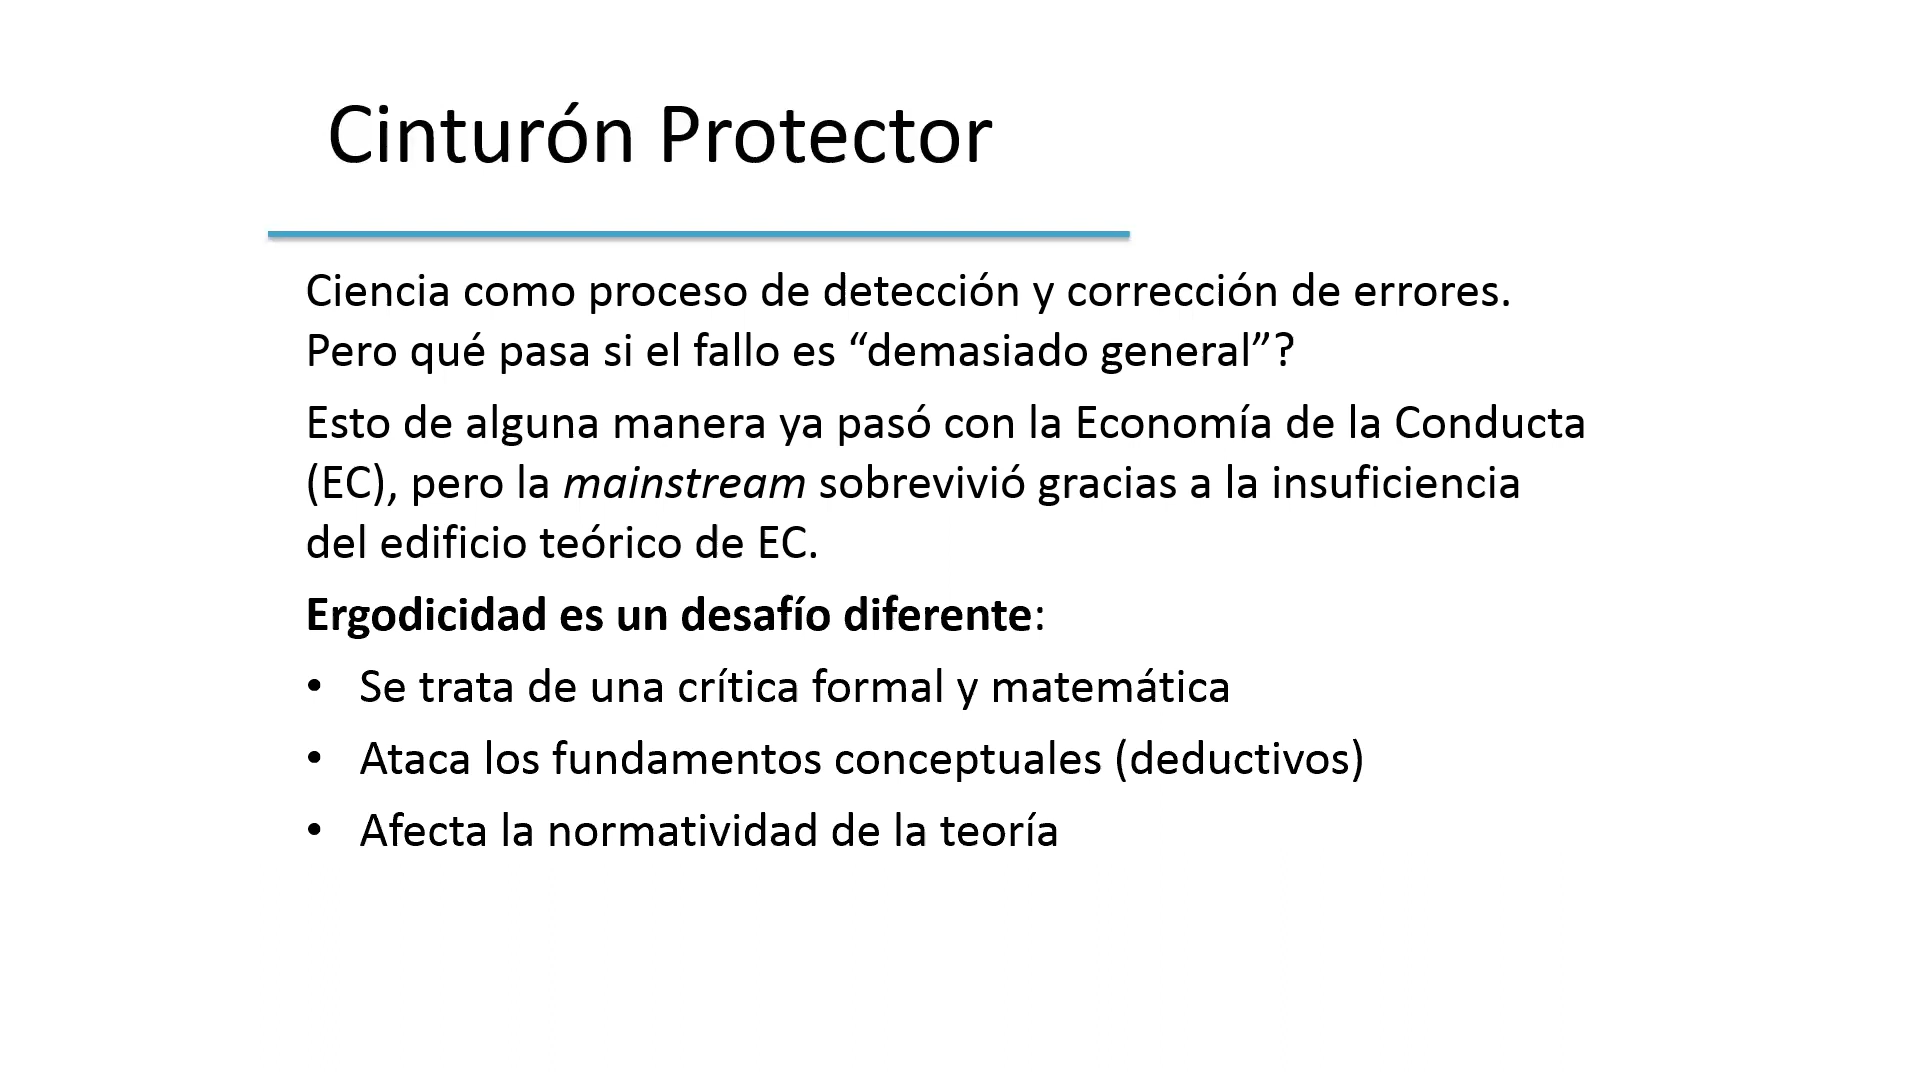 Cinturón Protector
Ciencia como proceso de detección y corrección de errores.
Pero qué pasa si el fallo es “demasiado general”?
Esto de alguna manera ya pasó con la Economía de la Conducta
(EC), pero la mainstream sobrevivió gracias a la insuficiencia
del edificio teórico de EC.
Ergodicidad es un desafío diferente:
• Se trata de una crítica formal y matemática
• Ataca los fundamentos conceptuales (deductivos)
• Afecta la normatividad de la teoría